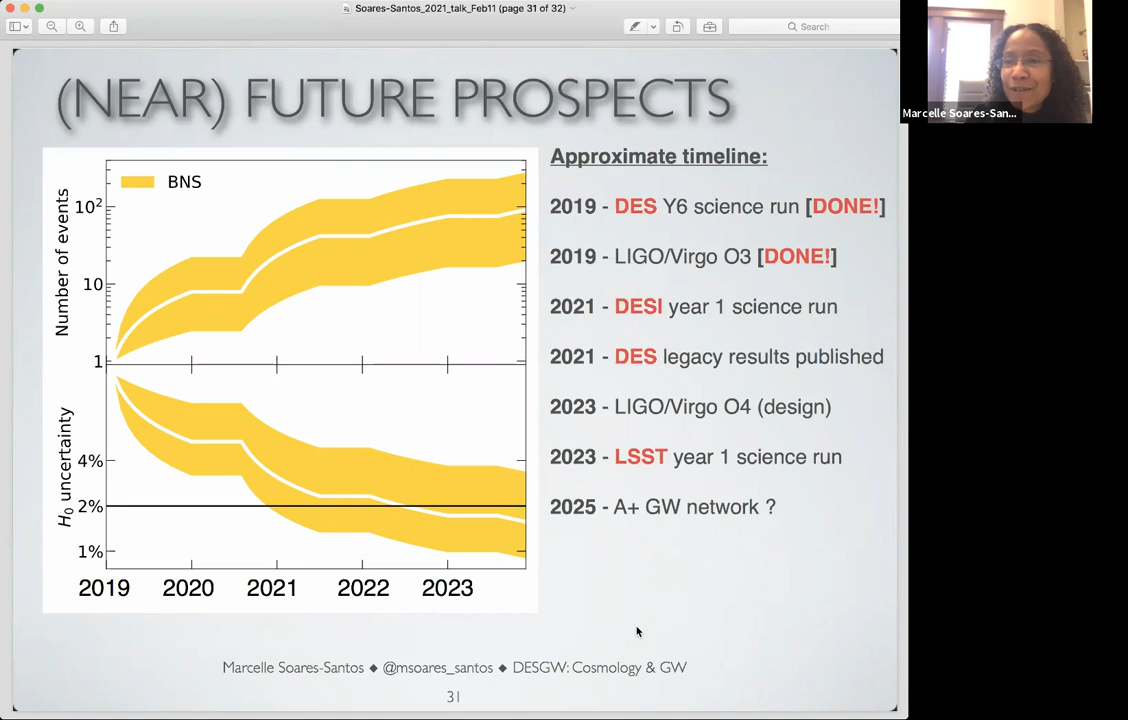 Soares-Santos_2021_talk_Feb11 (page 31 of 32)
Search
Marcelle Soares-San...
(NEAR) FUTURE PROSPECTS
BNS
Number of events
10²
10
1
H₀ uncertainty
4%
2%
1%
2019 2020 2021 2022 2023
Approximate timeline:
2019 - DES Y6 science run [DONE!]
2019 - LIGO/Virgo O3 [DONE!]
2021 - DESI year 1 science run
2021 - DES legacy results published
2023 - LIGO/Virgo O4 (design)
2023 - LSST year 1 science run
2025 - A+ GW network ?
Marcelle Soares-Santos ◆ @msoares_santos ◆ DESGW: Cosmology & GW
31